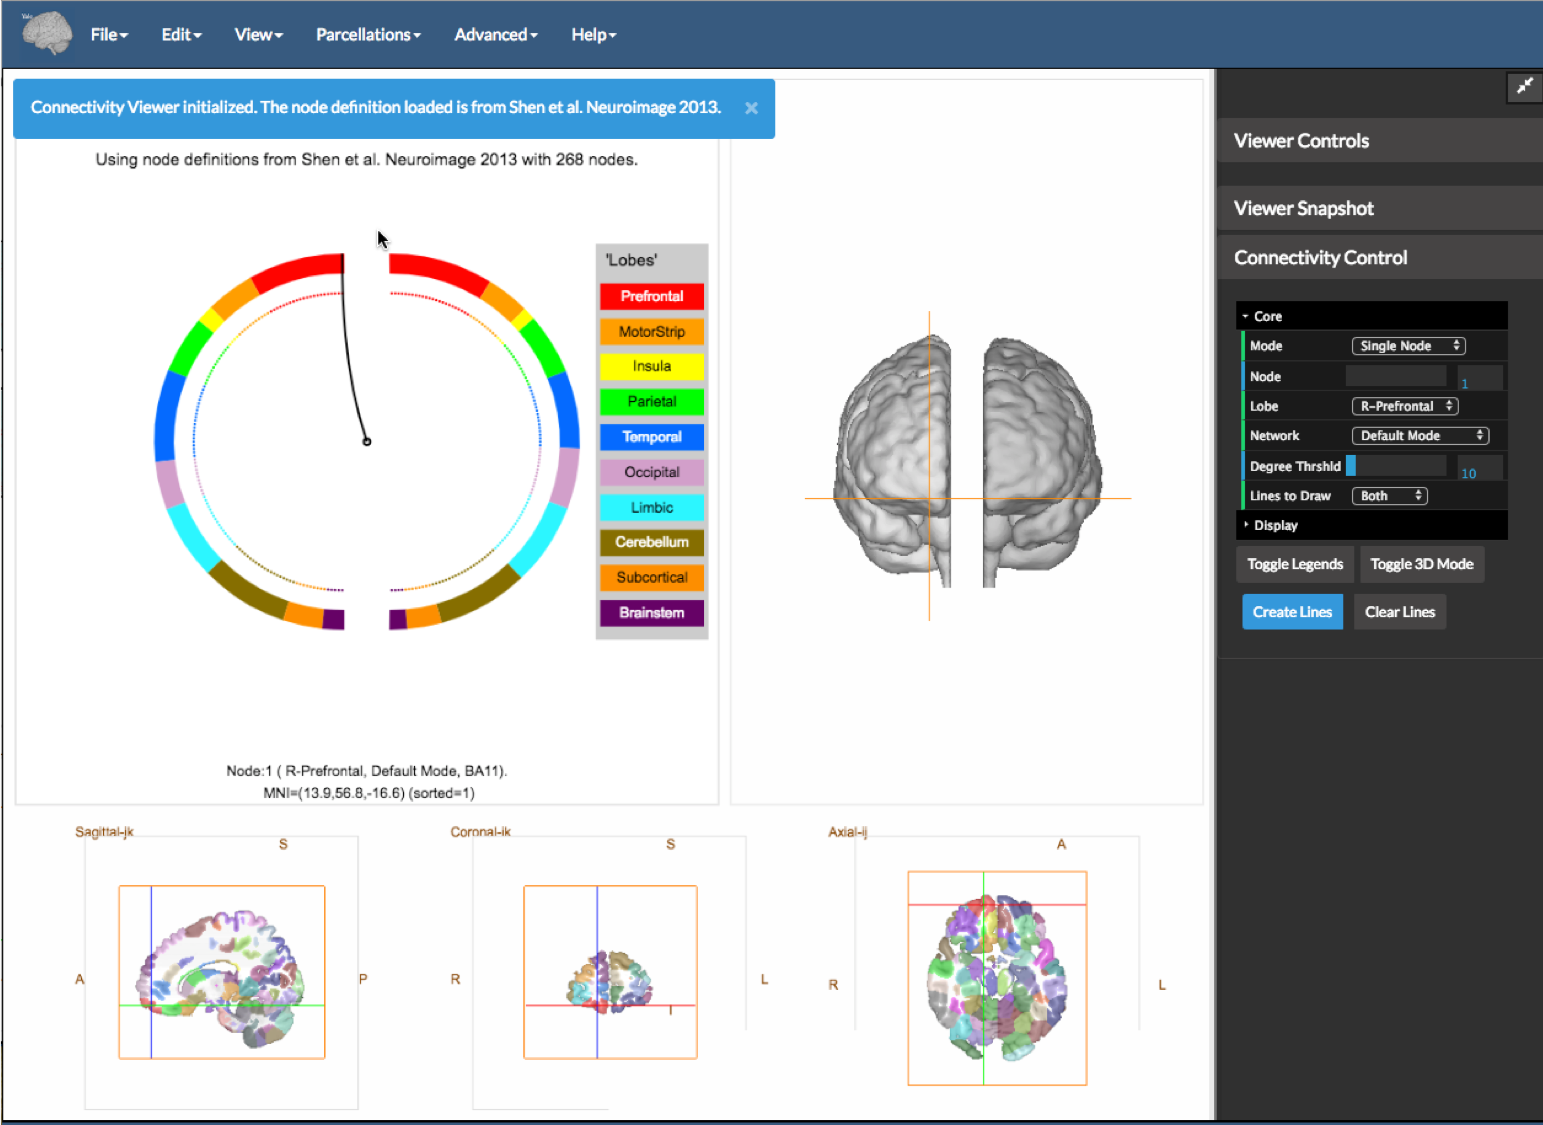 Yale
File Edit View Parcellations Advanced Help
Connectivity Viewer initialized. The node definition loaded is from Shen et al. Neuroimage 2013. ×
Using node definitions from Shen et al. Neuroimage 2013 with 268 nodes.
'Lobes'
Prefrontal
MotorStrip
Insula
Parietal
Temporal
Occipital
Limbic
Cerebellum
Subcortical
Brainstem
Node:1 ( R-Prefrontal, Default Mode, BA11).
MNI=(13.9,56.8,-16.6) (sorted=1)
Sagittal-jk
S
A
P
Coronal-ik
S
R
L
I
Axial-ij
A
R
L
Viewer Controls
Viewer Snapshot
Connectivity Control
Core
Mode Single Node
Node 1
Lobe R-Prefrontal
Network Default Mode
Degree Thrshld 10
Lines to Draw Both
Display
Toggle Legends Toggle 3D Mode
Create Lines Clear Lines